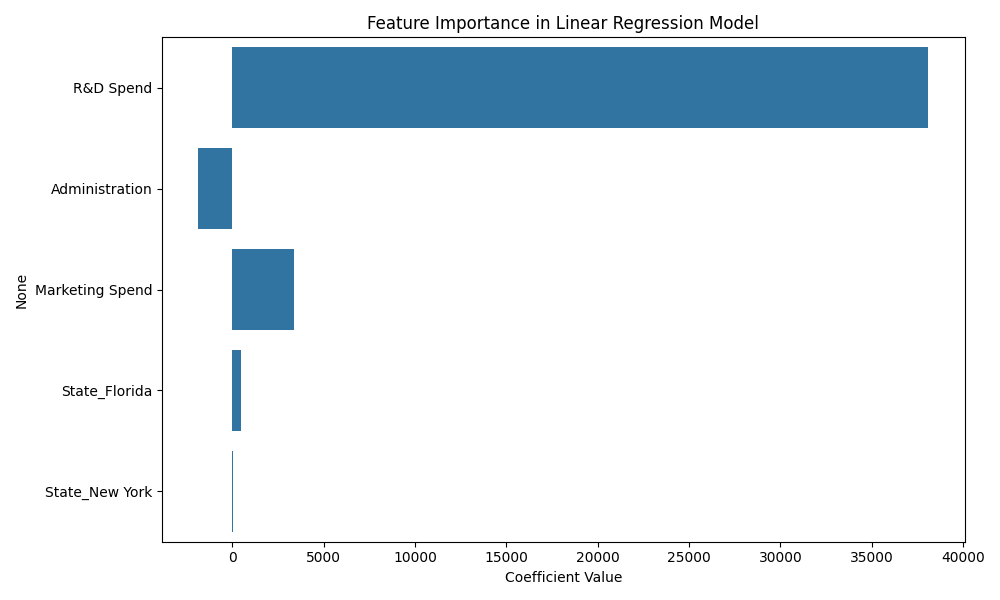 Feature Importance in Linear Regression Model
R&D Spend
Administration
Marketing Spend
State_Florida
State_New York
None
0 5000 10000 15000 20000 25000 30000 35000 40000
Coefficient Value